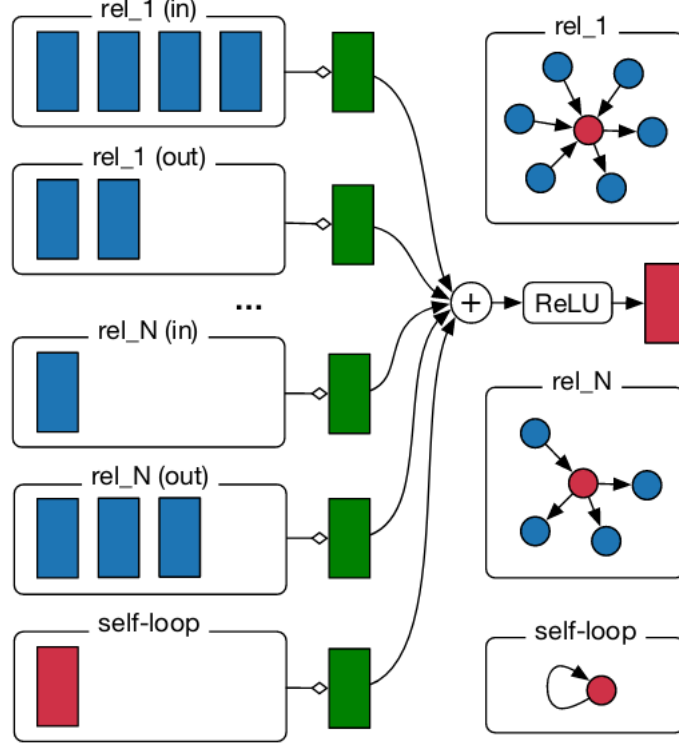 rel_1 (in)
rel_1
rel_1 (out)
...
+
ReLU
rel_N (in)
rel_N
rel_N (out)
self-loop
self-loop